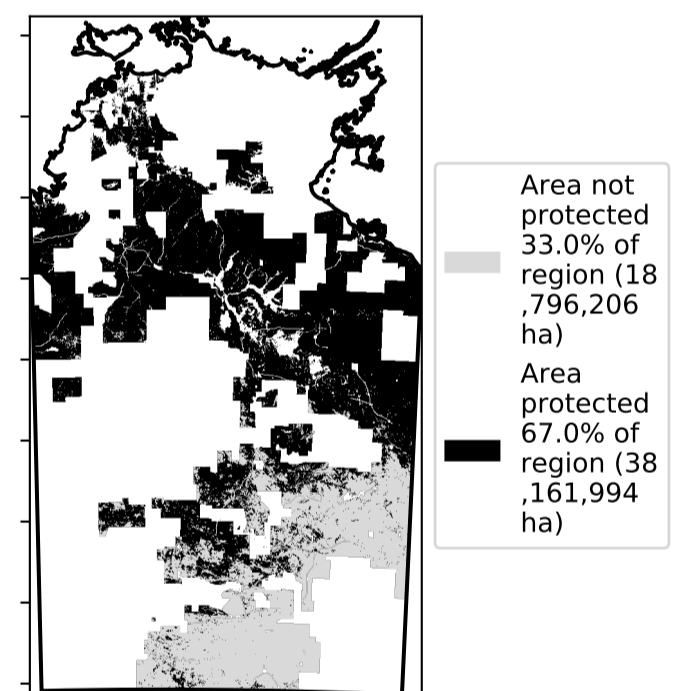 Area not
protected
33.0% of
region (18
,796,206
ha)
Area
protected
67.0% of
region (38
,161,994
ha)